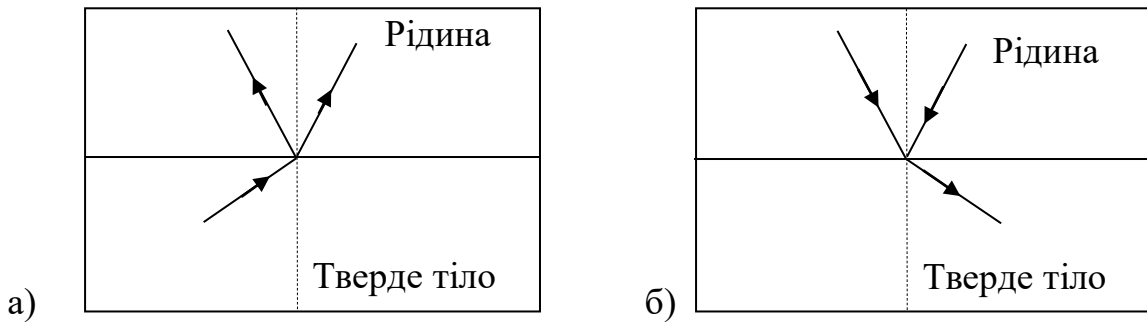 Рідина
Тверде тіло
а)
Рідина
Тверде тіло
б)